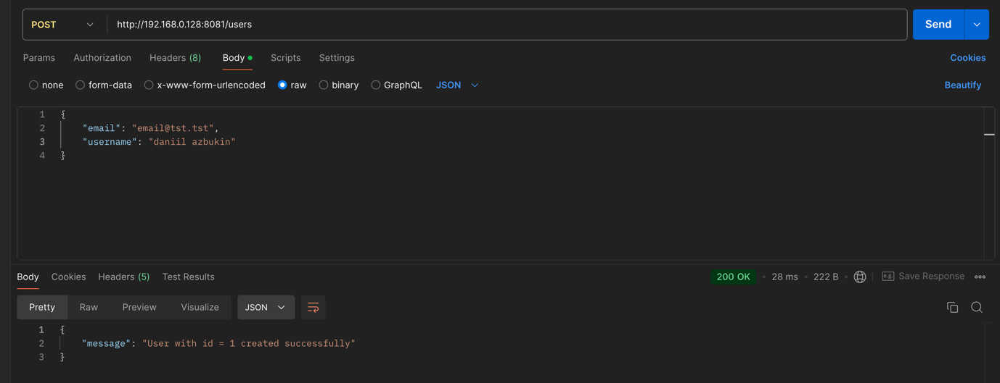 POST http://192.168.0.128:8081/users Send
Params Authorization Headers (8) Body Scripts Settings Cookies
none form-data x-www-form-urlencoded raw binary GraphQL JSON Beautify
1 {
2 "email": "email@tst.tst",
3 "username": "daniil azbukin"
4 }
Body Cookies Headers (5) Test Results 200 OK • 28 ms • 222 B • e.g. Save Response
Pretty Raw Preview Visualize JSON
1 {
2 "message": "User with id = 1 created successfully"
3 }